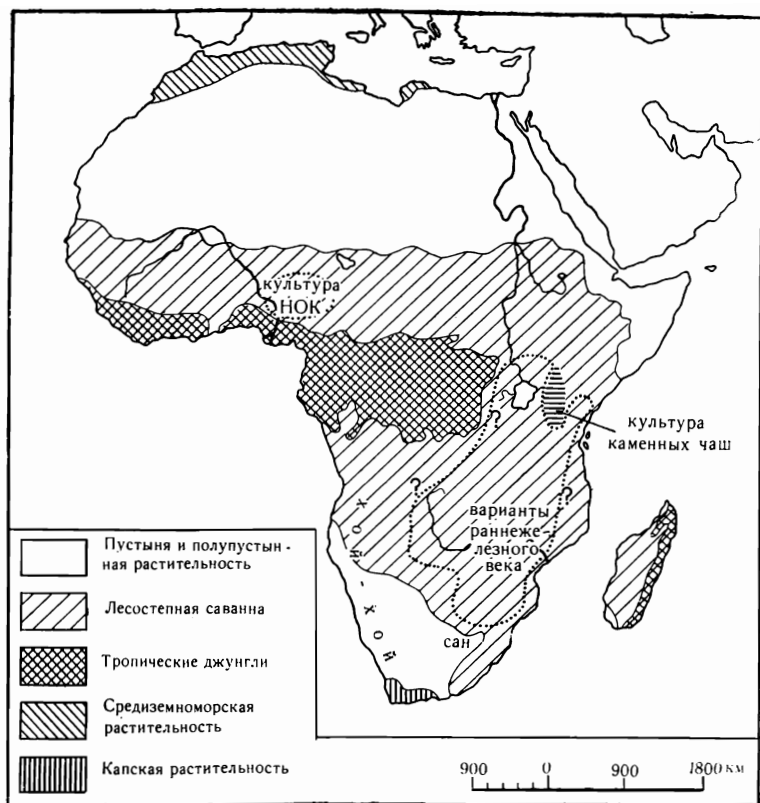 культура
НОК
культура
каменных чаш
?
?
?
варианты
раннеже-
лезного
века
ХОЙ-ХОЙ
сан
Пустыня и полупустын-
ная растительность
Лесостепная саванна
Тропические джунгли
Средиземноморская
растительность
Капская растительность
900 0 900 1800 км